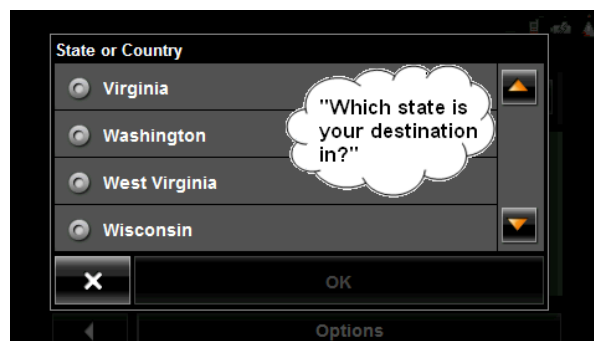 State or Country
Virginia
Washington
West Virginia
Wisconsin
"Which state is
your destination
in?"
OK
Options